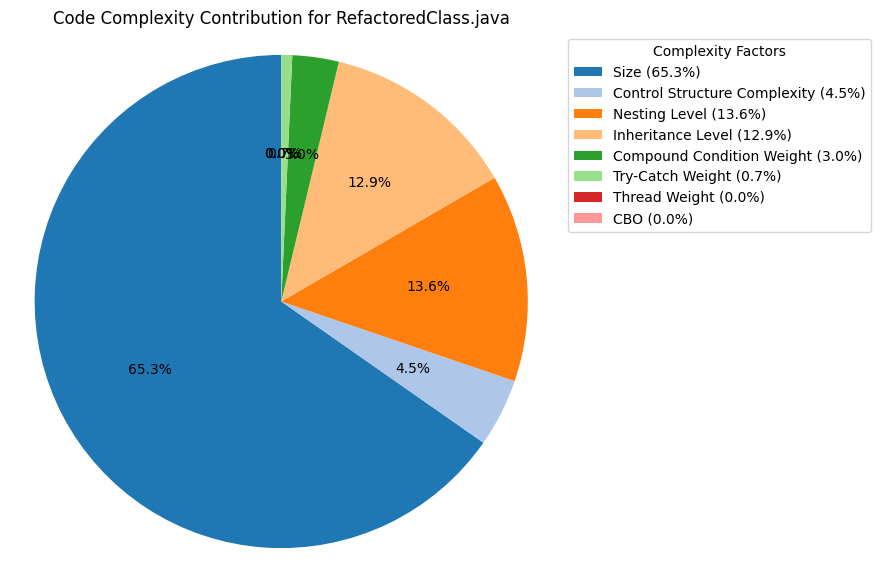 Code Complexity Contribution for RefactoredClass.java
Complexity Factors
Size (65.3%)
Control Structure Complexity (4.5%)
Nesting Level (13.6%)
Inheritance Level (12.9%)
Compound Condition Weight (3.0%)
Try-Catch Weight (0.7%)
Thread Weight (0.0%)
CBO (0.0%)
3.0%
12.9%
13.6%
4.5%
65.3%